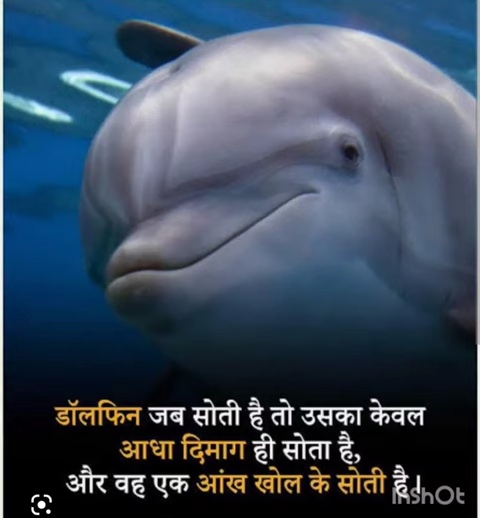 डॉलफिन जब सोती है तो उसका केवल
आधा दिमाग ही सोता है,
और वह एक आंख खोल के सोती है।
InShOt